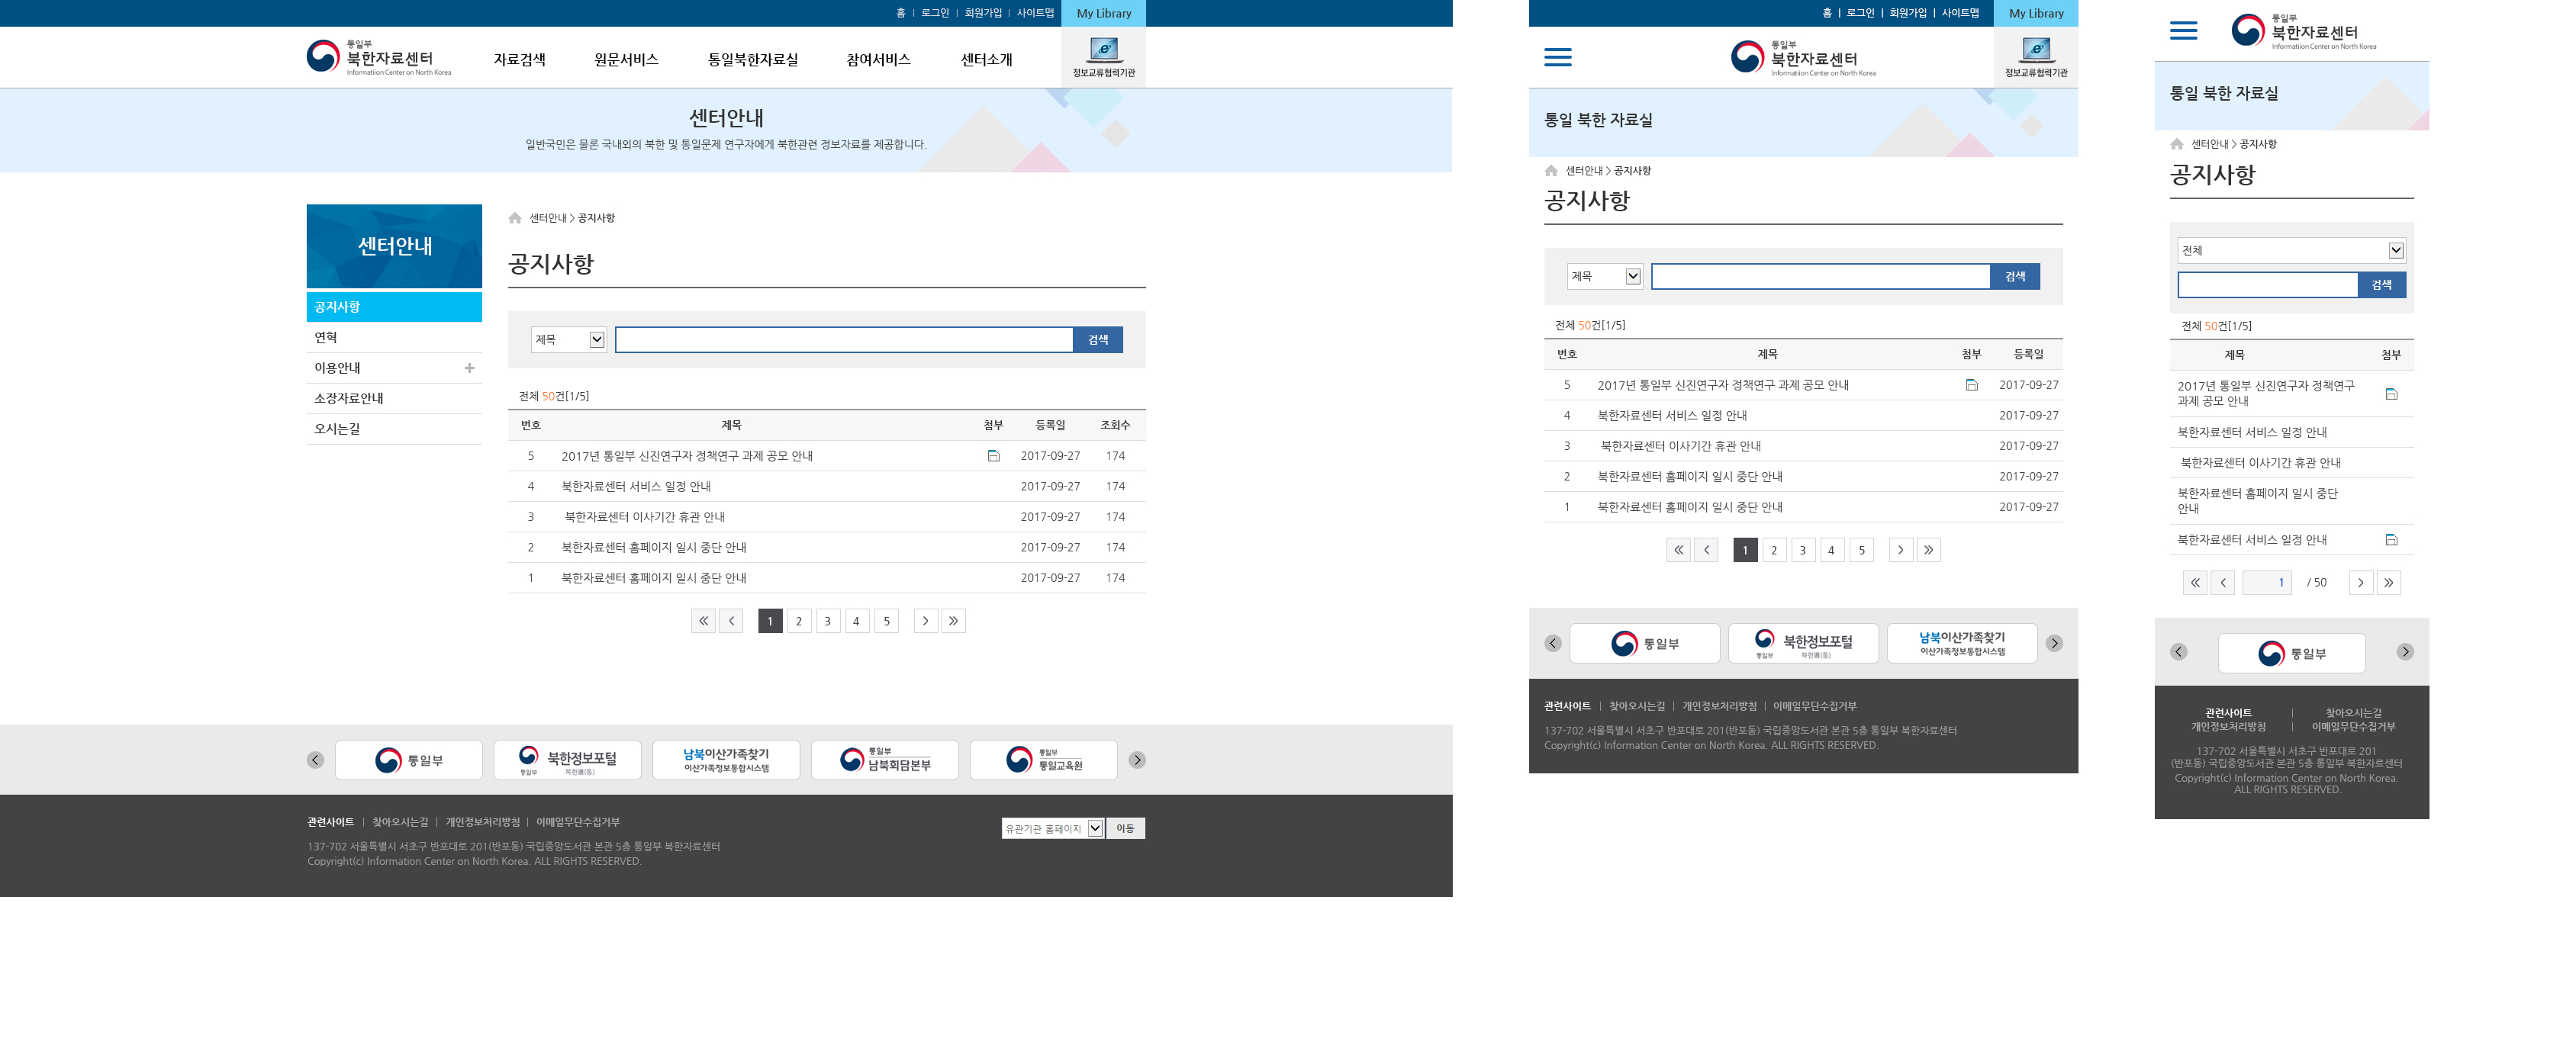 홈 | 로그인 | 회원가입 | 사이트맵 My Library
통일부
북한자료센터
Informatiion Center on North Korea
자료검색 원문서비스 통일북한자료실 참여서비스 센터소개
정보교류협력기관
센터안내
일반국민은 물론 국내외의 북한 및 통일문제 연구자에게 북한관련 정보자료를 제공합니다.
센터안내
공지사항
연혁
이용안내
소장자료안내
오시는길
센터안내 > 공지사항
공지사항
제목 검색
전체 50건[1/5]
번호 제목 첨부 등록일 조회수
5 2017년 통일부 신진연구자 정책연구 과제 공모 안내 2017-09-27 174
4 북한자료센터 서비스 일정 안내 2017-09-27 174
3 북한자료센터 이사기간 휴관 안내 2017-09-27 174
2 북한자료센터 홈페이지 일시 중단 안내 2017-09-27 174
1 북한자료센터 홈페이지 일시 중단 안내 2017-09-27 174
1 2 3 4 5
통일부
통일부 북한정보포털
남북이산가족찾기
이산가족정보통합시스템
통일부
남북회담본부
통일부
통일교육원
관련사이트 | 찾아오시는길 | 개인정보처리방침 | 이메일무단수집거부
유관기관 홈페이지 이동
137-702 서울특별시 서초구 반포대로 201(반포동) 국립중앙도서관 본관 5층 통일부 북한자료센터
Copyright(c) Information Center on North Korea. ALL RIGHTS RESERVED.
홈 | 로그인 | 회원가입 | 사이트맵 My Library
통일부
북한자료센터
Informatiion Center on North Korea
정보교류협력기관
통일 북한 자료실
센터안내 > 공지사항
공지사항
제목 검색
전체 50건[1/5]
번호 제목 첨부 등록일
5 2017년 통일부 신진연구자 정책연구 과제 공모 안내 2017-09-27
4 북한자료센터 서비스 일정 안내 2017-09-27
3 북한자료센터 이사기간 휴관 안내 2017-09-27
2 북한자료센터 홈페이지 일시 중단 안내 2017-09-27
1 북한자료센터 홈페이지 일시 중단 안내 2017-09-27
1 2 3 4 5
통일부
통일부 북한정보포털
남북이산가족찾기
이산가족정보통합시스템
관련사이트 | 찾아오시는길 | 개인정보처리방침 | 이메일무단수집거부
137-702 서울특별시 서초구 반포대로 201(반포동) 국립중앙도서관 본관 5층 통일부 북한자료센터
Copyright(c) Information Center on North Korea. ALL RIGHTS RESERVED.
통일부
북한자료센터
Informatiion Center on North Korea
통일 북한 자료실
센터안내 > 공지사항
공지사항
전체
검색
전체 50건[1/5]
제목 첨부
2017년 통일부 신진연구자 정책연구
과제 공모 안내
북한자료센터 서비스 일정 안내
북한자료센터 이사기간 휴관 안내
북한자료센터 홈페이지 일시 중단
안내
북한자료센터 서비스 일정 안내
1 / 50
통일부
관련사이트 | 찾아오시는길
개인정보처리방침 | 이메일무단수집거부
137-702 서울특별시 서초구 반포대로 201
(반포동) 국립중앙도서관 본관 5층 통일부 북한자료센터
Copyright(c) Information Center on North Korea.
ALL RIGHTS RESERVED.